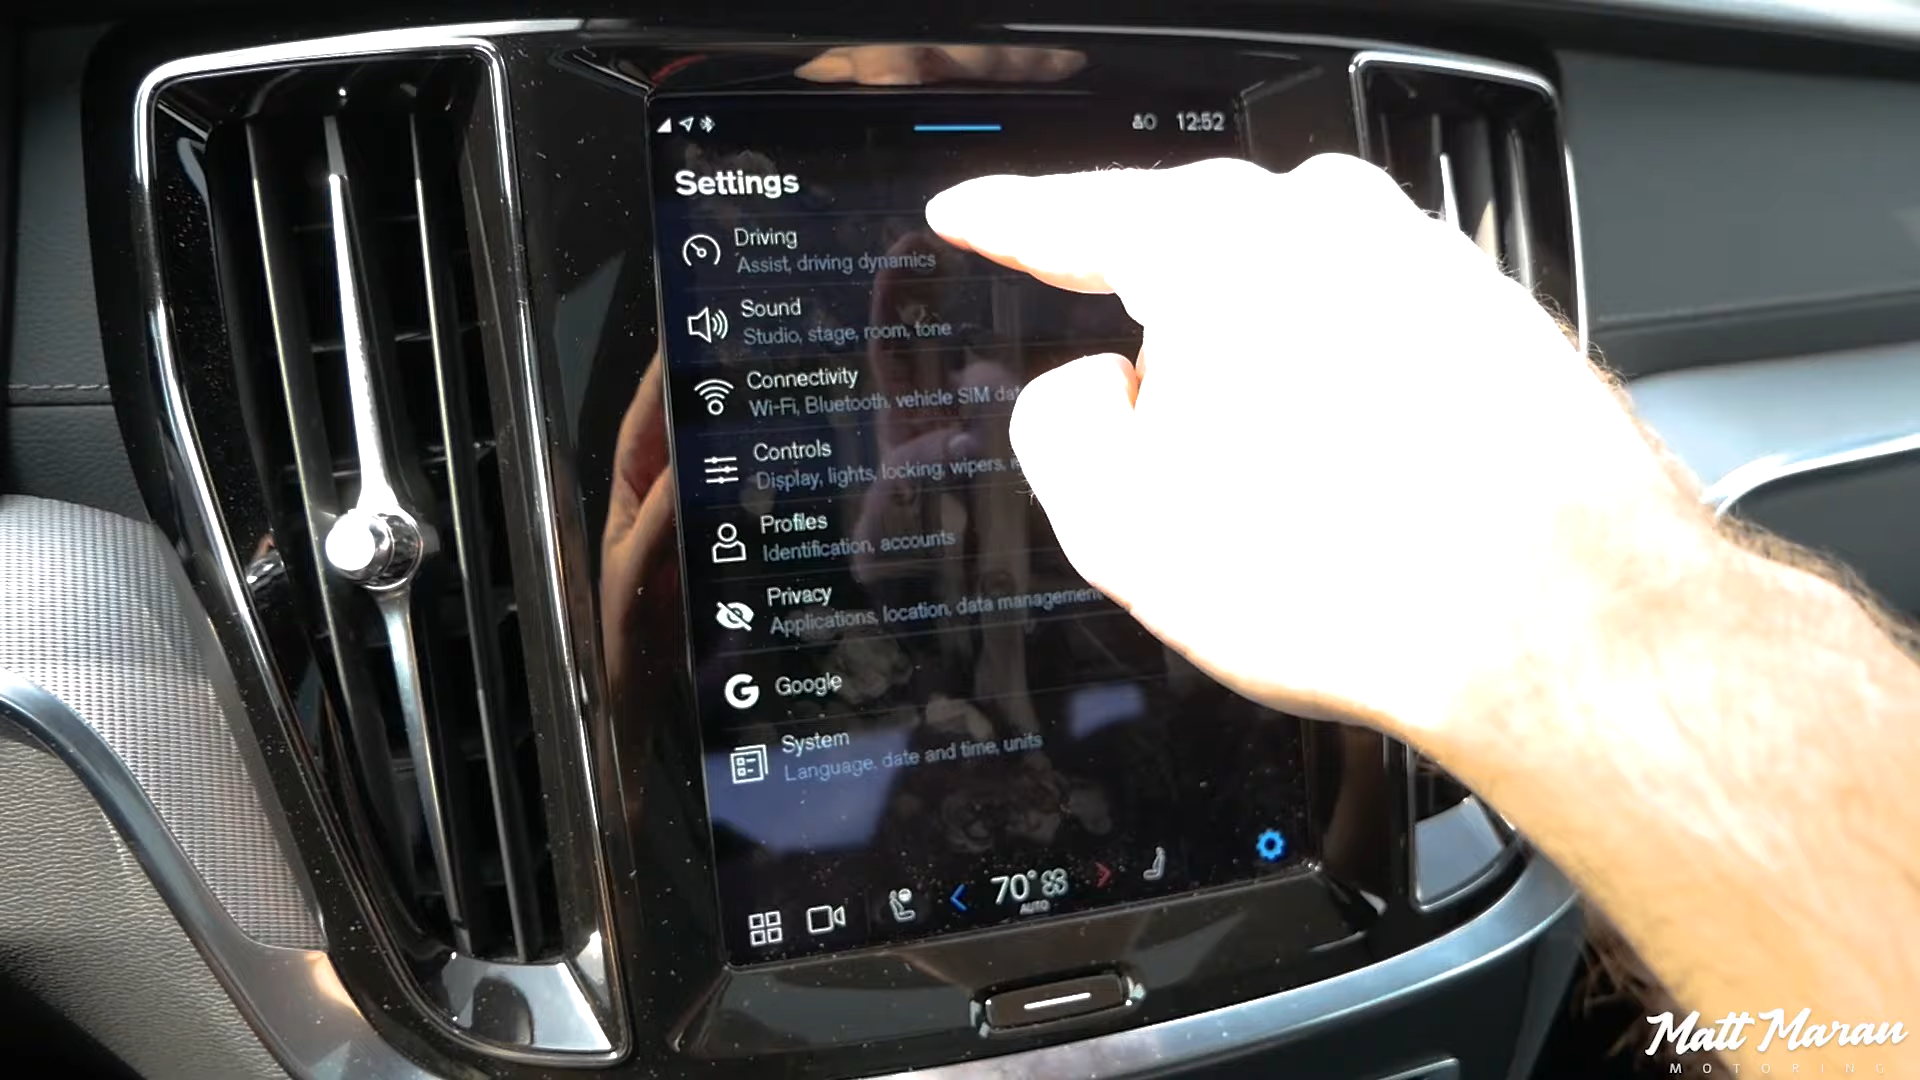 12:52
Settings
Driving
Assist, driving dynamics
Sound
Studio, stage, room, tone
Connectivity
Wi-Fi, Bluetooth, vehicle SIM
Controls
Display, lights, locking, wipers,
Profiles
Identification, accounts
Privacy
Applications, location, data management
Google
System
Language, date and time, units
70°
AUTO
Matt Maran
MOTORING